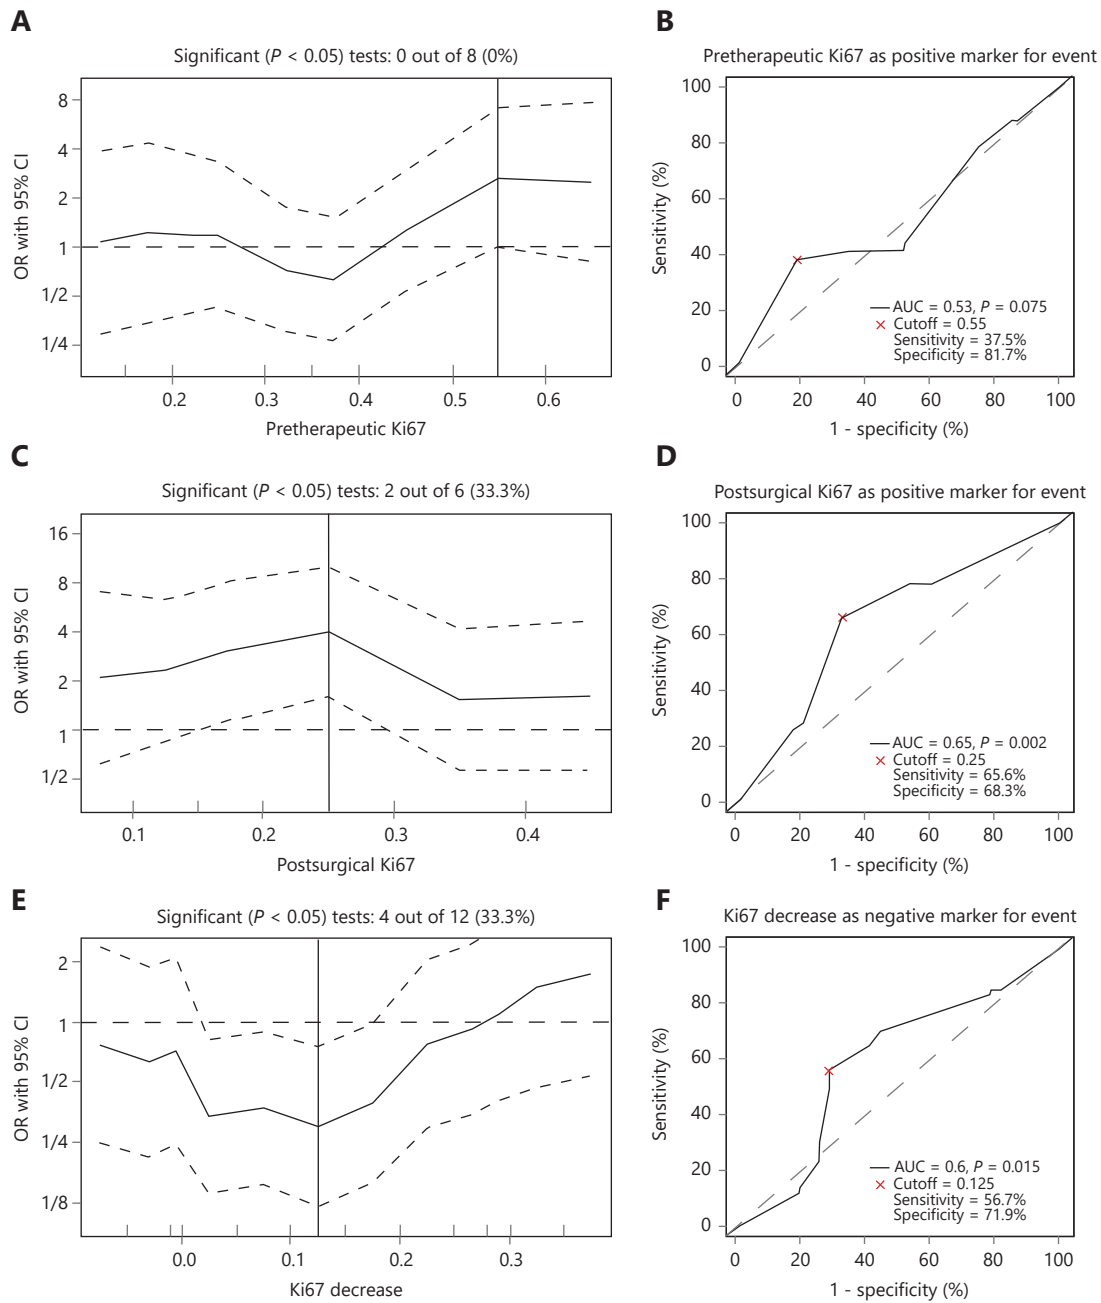 A
Significant (P < 0.05) tests: 0 out of 8 (0%)
OR with 95% CI
8
4
2
1
1/2
1/4
0.2 0.3 0.4 0.5 0.6
Pretherapeutic Ki67
B
Pretherapeutic Ki67 as positive marker for event
Sensitivity (%)
100
80
60
40
20
0
AUC = 0.53, P = 0.075
× Cutoff = 0.55
Sensitivity = 37.5%
Specificity = 81.7%
0 20 40 60 80 100
1 - specificity (%)
C
Significant (P < 0.05) tests: 2 out of 6 (33.3%)
OR with 95% CI
16
8
4
2
1
1/2
0.1 0.2 0.3 0.4
Postsurgical Ki67
D
Postsurgical Ki67 as positive marker for event
Sensitivity (%)
100
80
60
40
20
0
AUC = 0.65, P = 0.002
× Cutoff = 0.25
Sensitivity = 65.6%
Specificity = 68.3%
0 20 40 60 80 100
1 - specificity (%)
E
Significant (P < 0.05) tests: 4 out of 12 (33.3%)
OR with 95% CI
2
1
1/2
1/4
1/8
0.0 0.1 0.2 0.3
Ki67 decrease
F
Ki67 decrease as negative marker for event
Sensitivity (%)
100
80
60
40
20
0
AUC = 0.6, P = 0.015
× Cutoff = 0.125
Sensitivity = 56.7%
Specificity = 71.9%
0 20 40 60 80 100
1 - specificity (%)